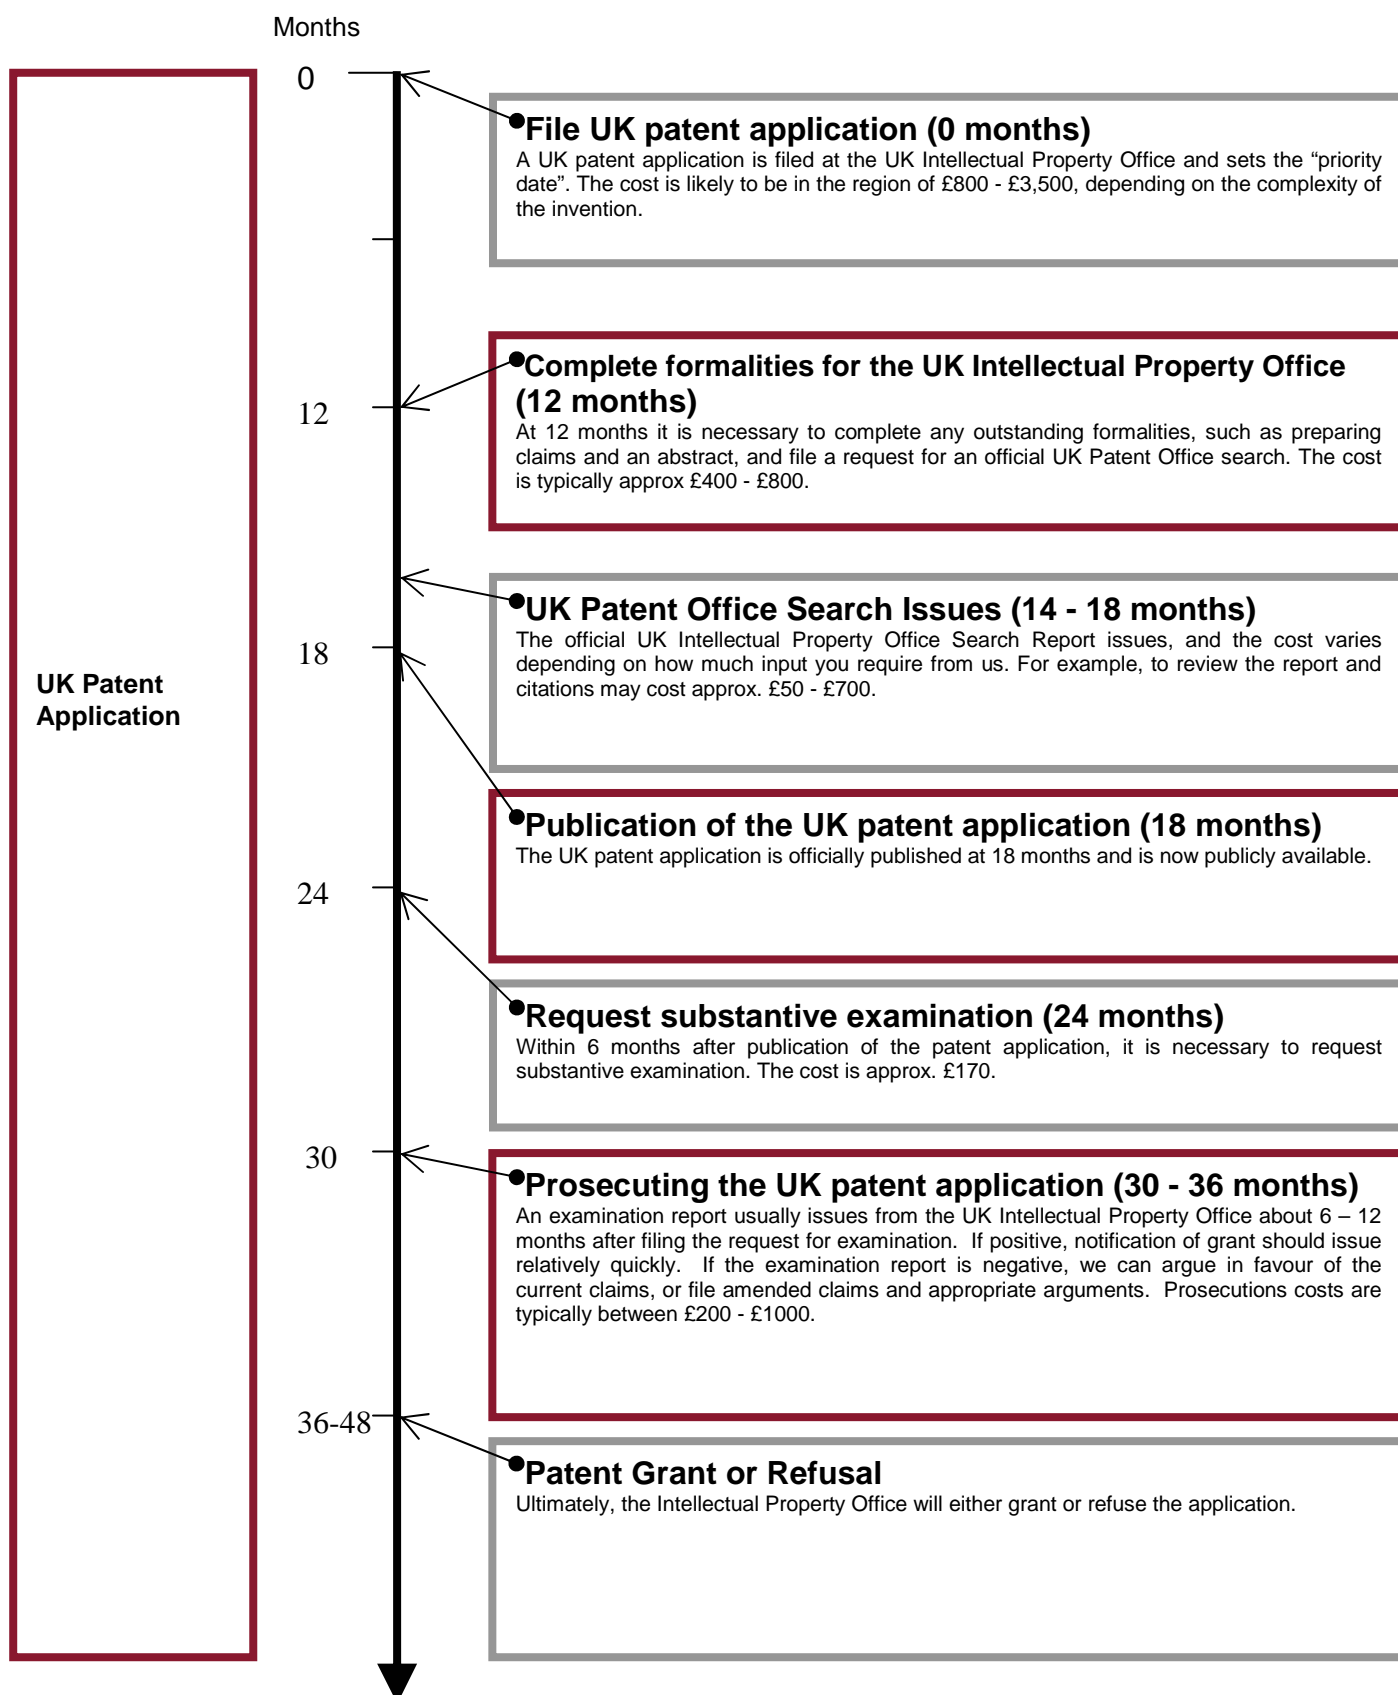 Months
0
File UK patent application (0 months)
A UK patent application is filed at the UK Intellectual Property Office and sets the “priority
date”. The cost is likely to be in the region of £800 - £3,500, depending on the complexity of
the invention.
Complete formalities for the UK Intellectual Property Office
(12 months)
12
At 12 months it is necessary to complete any outstanding formalities, such as preparing
claims and an abstract, and file a request for an official UK Patent Office search. The cost
is typically approx £400 - £800.
UK Patent Office Search Issues (14 - 18 months)
The official UK Intellectual Property Office Search Report issues, and the cost varies
depending on how much input you require from us. For example, to review the report and
citations may cost approx. £50 - £700.
18
UK Patent
Application
Publication of the UK patent application (18 months)
The UK patent application is officially published at 18 months and is now publicly available.
24
Request substantive examination (24 months)
Within 6 months after publication of the patent application, it is necessary to request
substantive examination. The cost is approx. £170.
30
Prosecuting the UK patent application (30 - 36 months)
An examination report usually issues from the UK Intellectual Property Office about 6 – 12
months after filing the request for examination.  If positive, notification of grant should issue
relatively quickly.  If the examination report is negative, we can argue in favour of the
current claims, or file amended claims and appropriate arguments.  Prosecutions costs are
typically between £200 - £1000.
36-48
Patent Grant or Refusal
Ultimately, the Intellectual Property Office will either grant or refuse the application.